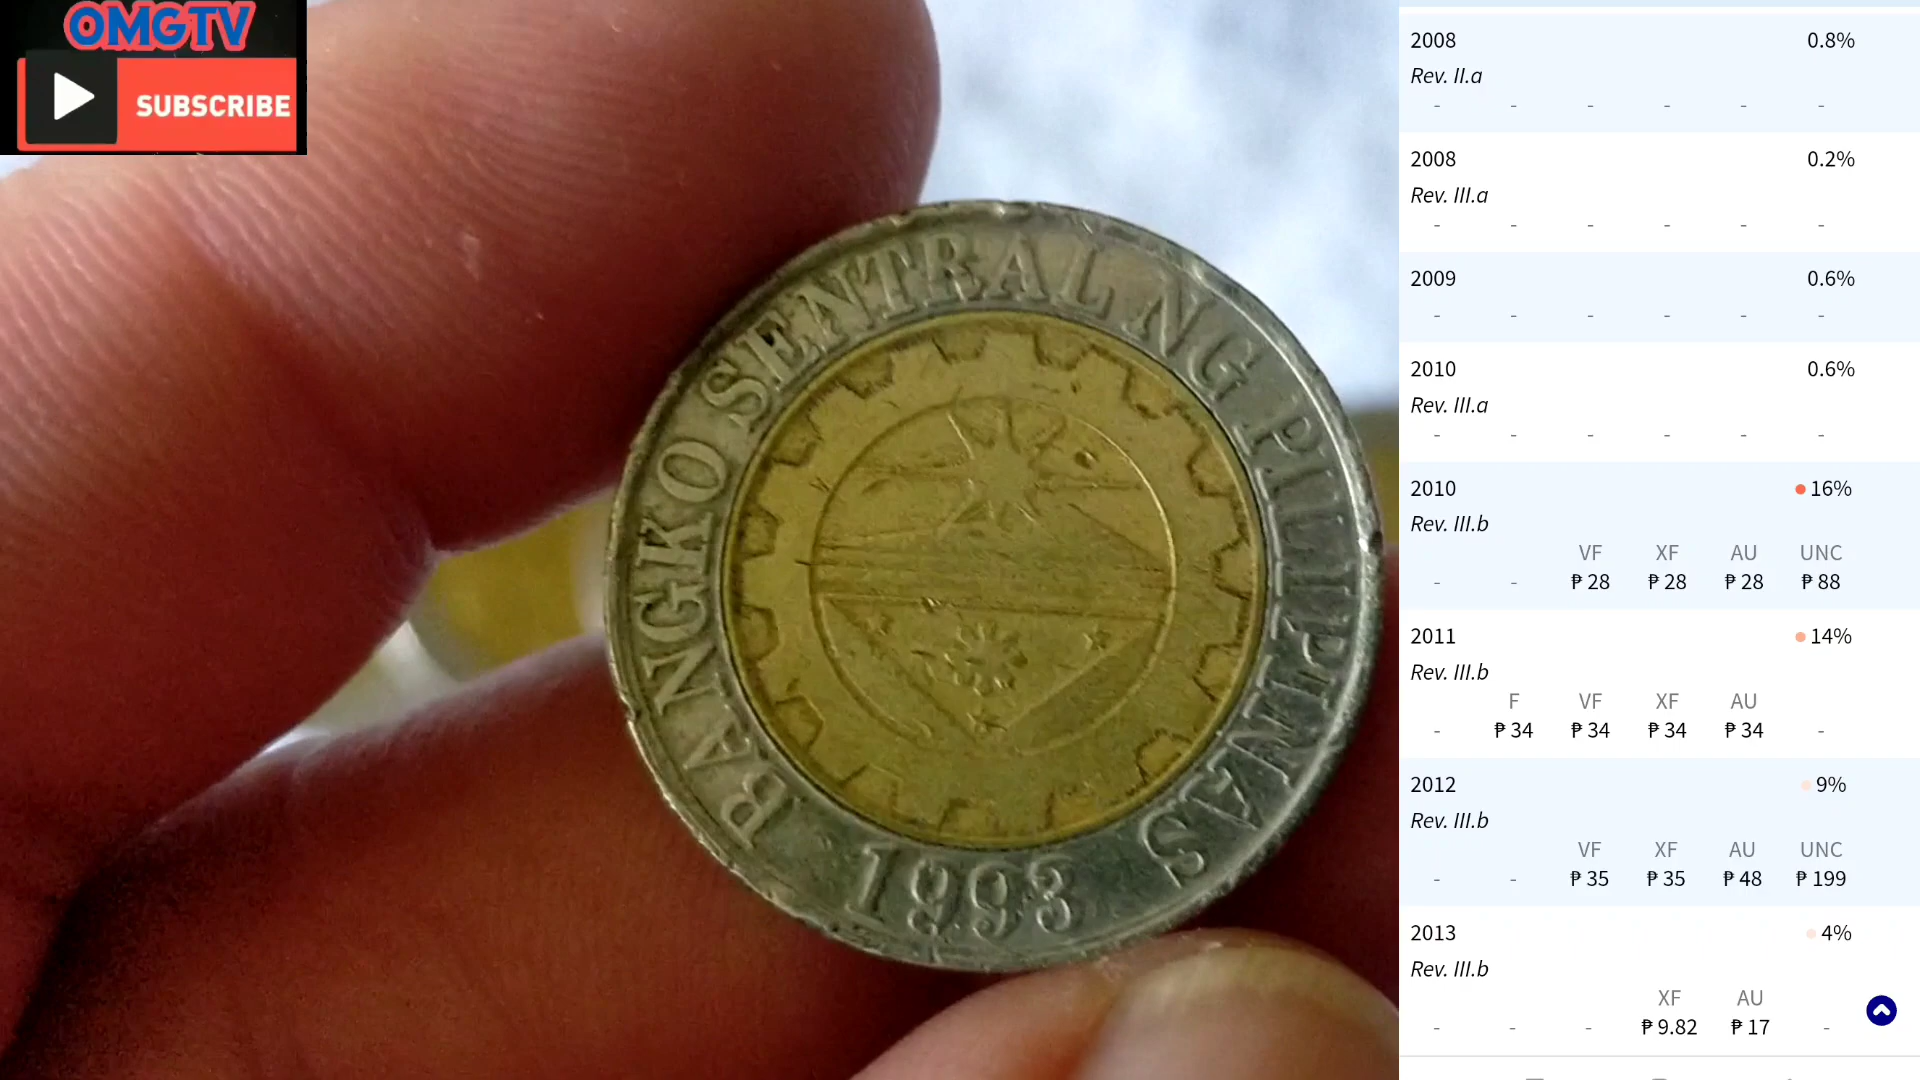 OMGTV
SUBSCRIBE
BANGKO SENTRAL NG PILIPINAS
1993
2008 0.8%
Rev. II.a
- - - - - -
2008 0.2%
Rev. III.a
- - - - - -
2009 0.6%
- - - - - -
2010 0.6%
Rev. III.a
- - - - - -
2010 16%
Rev. III.b
VF XF AU UNC
- - ₱ 28 ₱ 28 ₱ 28 ₱ 88
2011 14%
Rev. III.b
F VF XF AU
- ₱ 34 ₱ 34 ₱ 34 ₱ 34 -
2012 9%
Rev. III.b
VF XF AU UNC
- - ₱ 35 ₱ 35 ₱ 48 ₱ 199
2013 4%
Rev. III.b
XF AU
- - - ₱ 9.82 ₱ 17 -